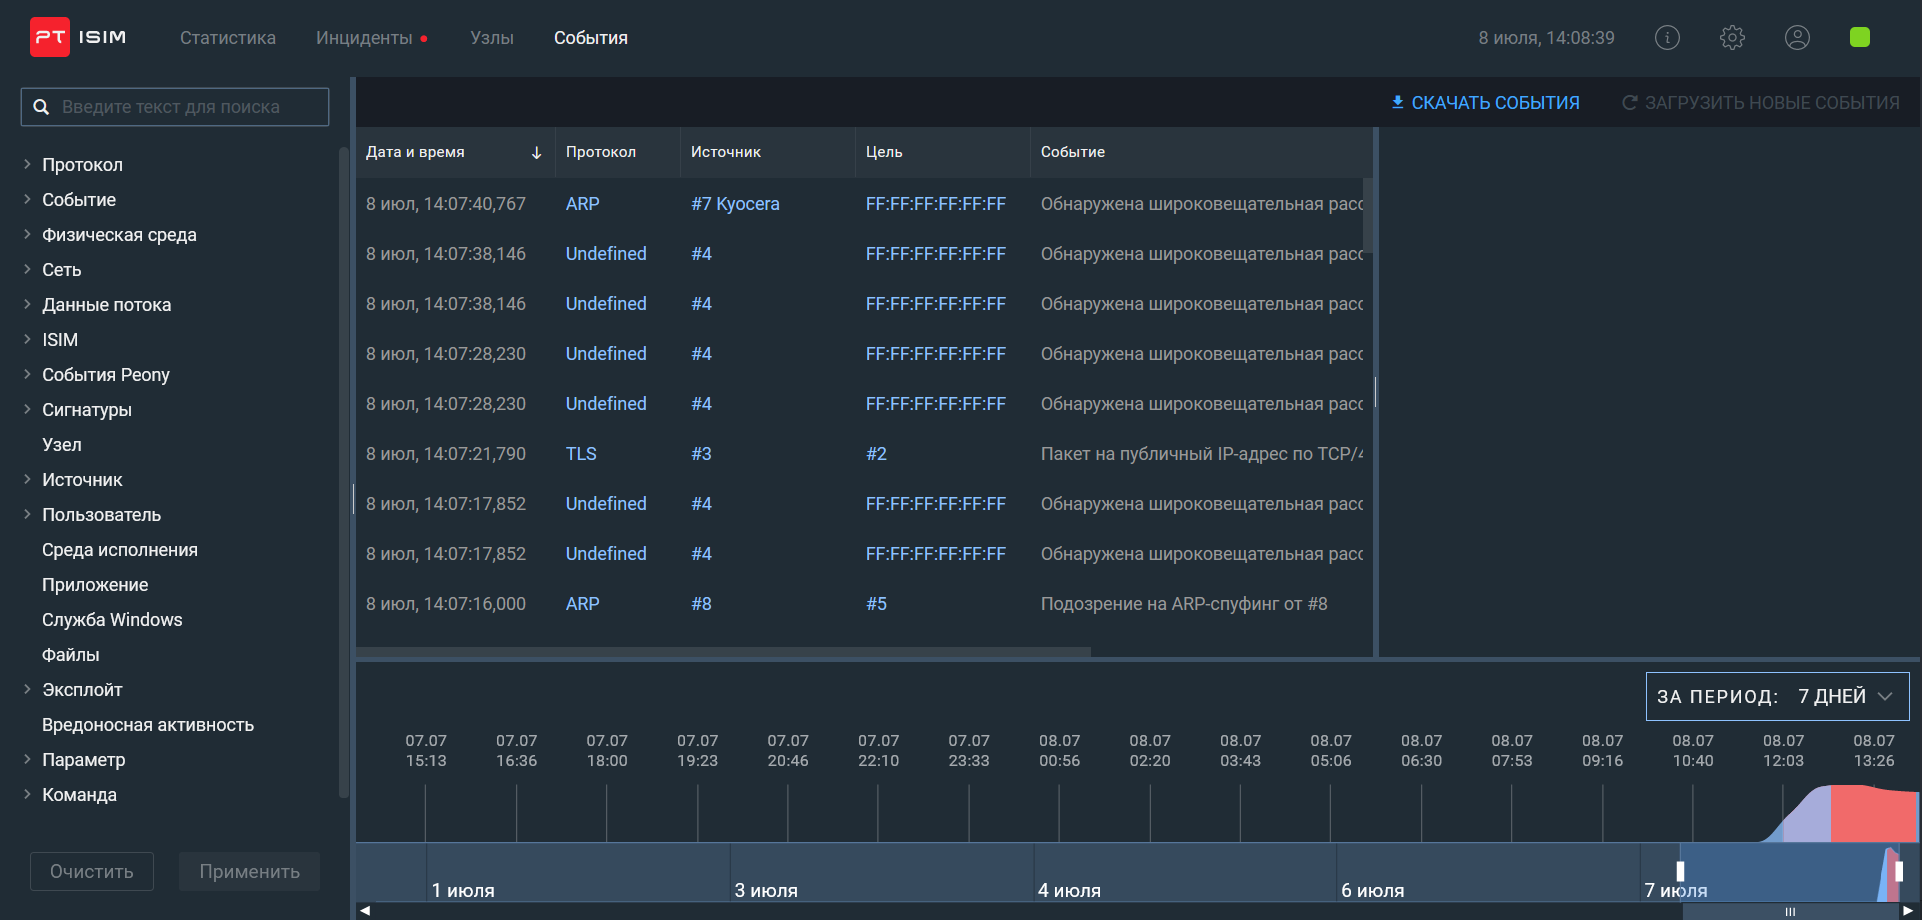 PT ISIM Статистика Инциденты Узлы События 8 июля, 14:08:39
Введите текст для поиска
СКАЧАТЬ СОБЫТИЯ ЗАГРУЗИТЬ НОВЫЕ СОБЫТИЯ
Протокол
Событие
Физическая среда
Сеть
Данные потока
ISIM
События Peony
Сигнатуры
Узел
Источник
Пользователь
Среда исполнения
Приложение
Служба Windows
Файлы
Эксплойт
Вредоносная активность
Параметр
Команда
Очистить Применить
Дата и время Протокол Источник Цель Событие
8 июл, 14:07:40,767 ARP #7 Kyocera FF:FF:FF:FF:FF:FF Обнаружена широковещательная расс
8 июл, 14:07:38,146 Undefined #4 FF:FF:FF:FF:FF:FF Обнаружена широковещательная расс
8 июл, 14:07:38,146 Undefined #4 FF:FF:FF:FF:FF:FF Обнаружена широковещательная расс
8 июл, 14:07:28,230 Undefined #4 FF:FF:FF:FF:FF:FF Обнаружена широковещательная расс
8 июл, 14:07:28,230 Undefined #4 FF:FF:FF:FF:FF:FF Обнаружена широковещательная расс
8 июл, 14:07:21,790 TLS #3 #2 Пакет на публичный IP-адрес по TCP/4
8 июл, 14:07:17,852 Undefined #4 FF:FF:FF:FF:FF:FF Обнаружена широковещательная расс
8 июл, 14:07:17,852 Undefined #4 FF:FF:FF:FF:FF:FF Обнаружена широковещательная расс
8 июл, 14:07:16,000 ARP #8 #5 Подозрение на ARP-спуфинг от #8
ЗА ПЕРИОД: 7 ДНЕЙ
07.07 07.07 07.07 07.07 07.07 07.07 07.07 08.07 08.07 08.07 08.07 08.07 08.07 08.07 08.07 08.07 08.07
15:13 16:36 18:00 19:23 20:46 22:10 23:33 00:56 02:20 03:43 05:06 06:30 07:53 09:16 10:40 12:03 13:26
1 июля 3 июля 4 июля 6 июля 7 июля